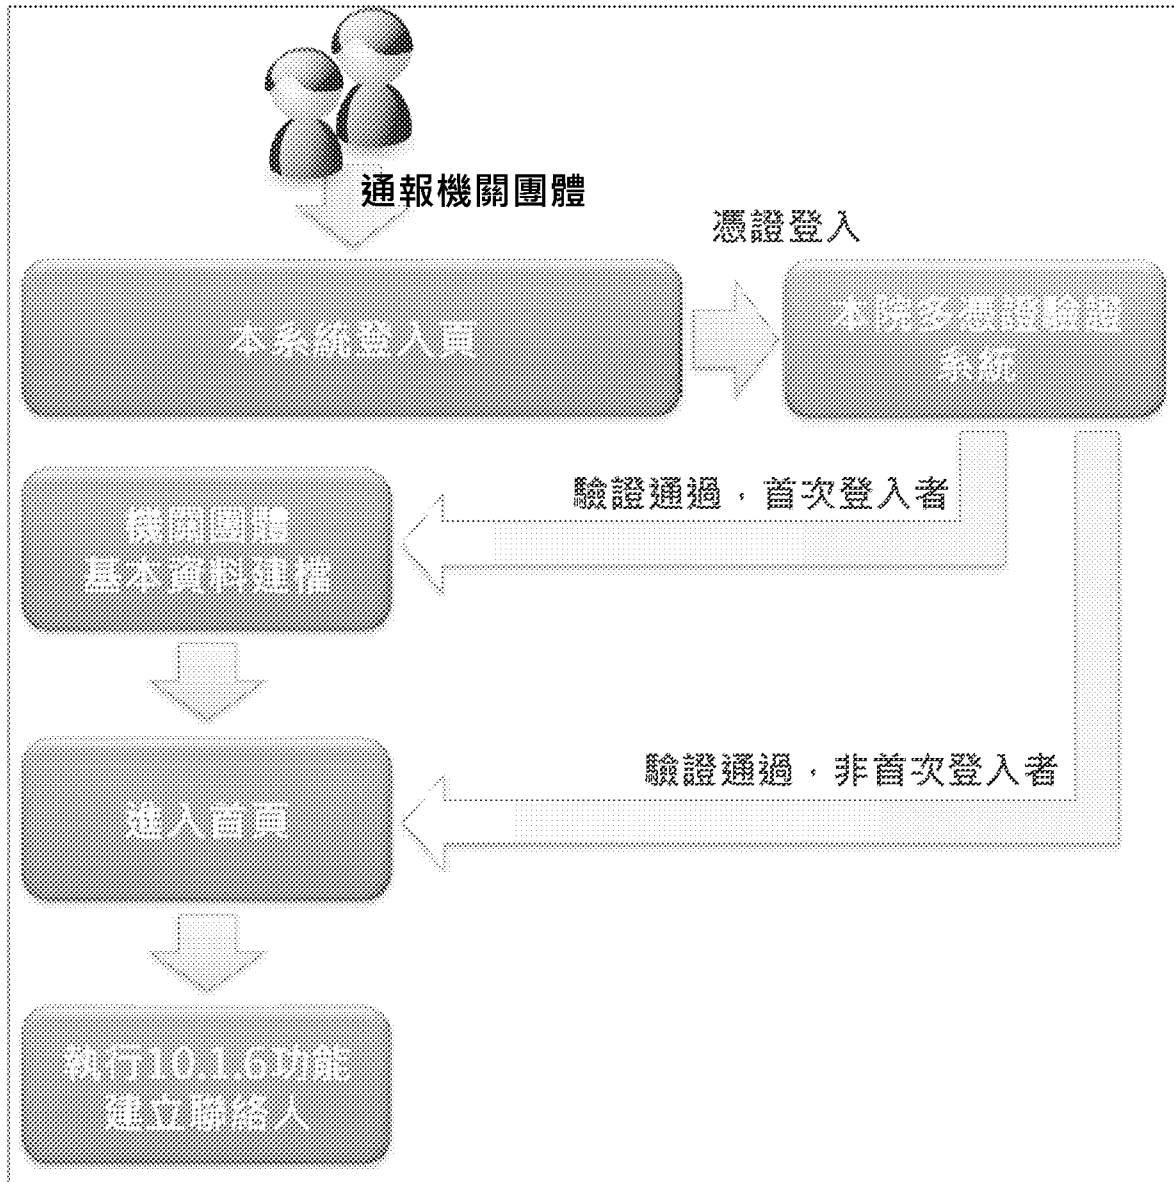 通報機關團體
憑證登入
本系統登入頁
本院多憑證驗證
系統
驗證通過，首次登入者
機關團體
基本資料建檔
驗證通過，非首次登入者
進入首頁
執行10.1.6功能
建立聯絡人